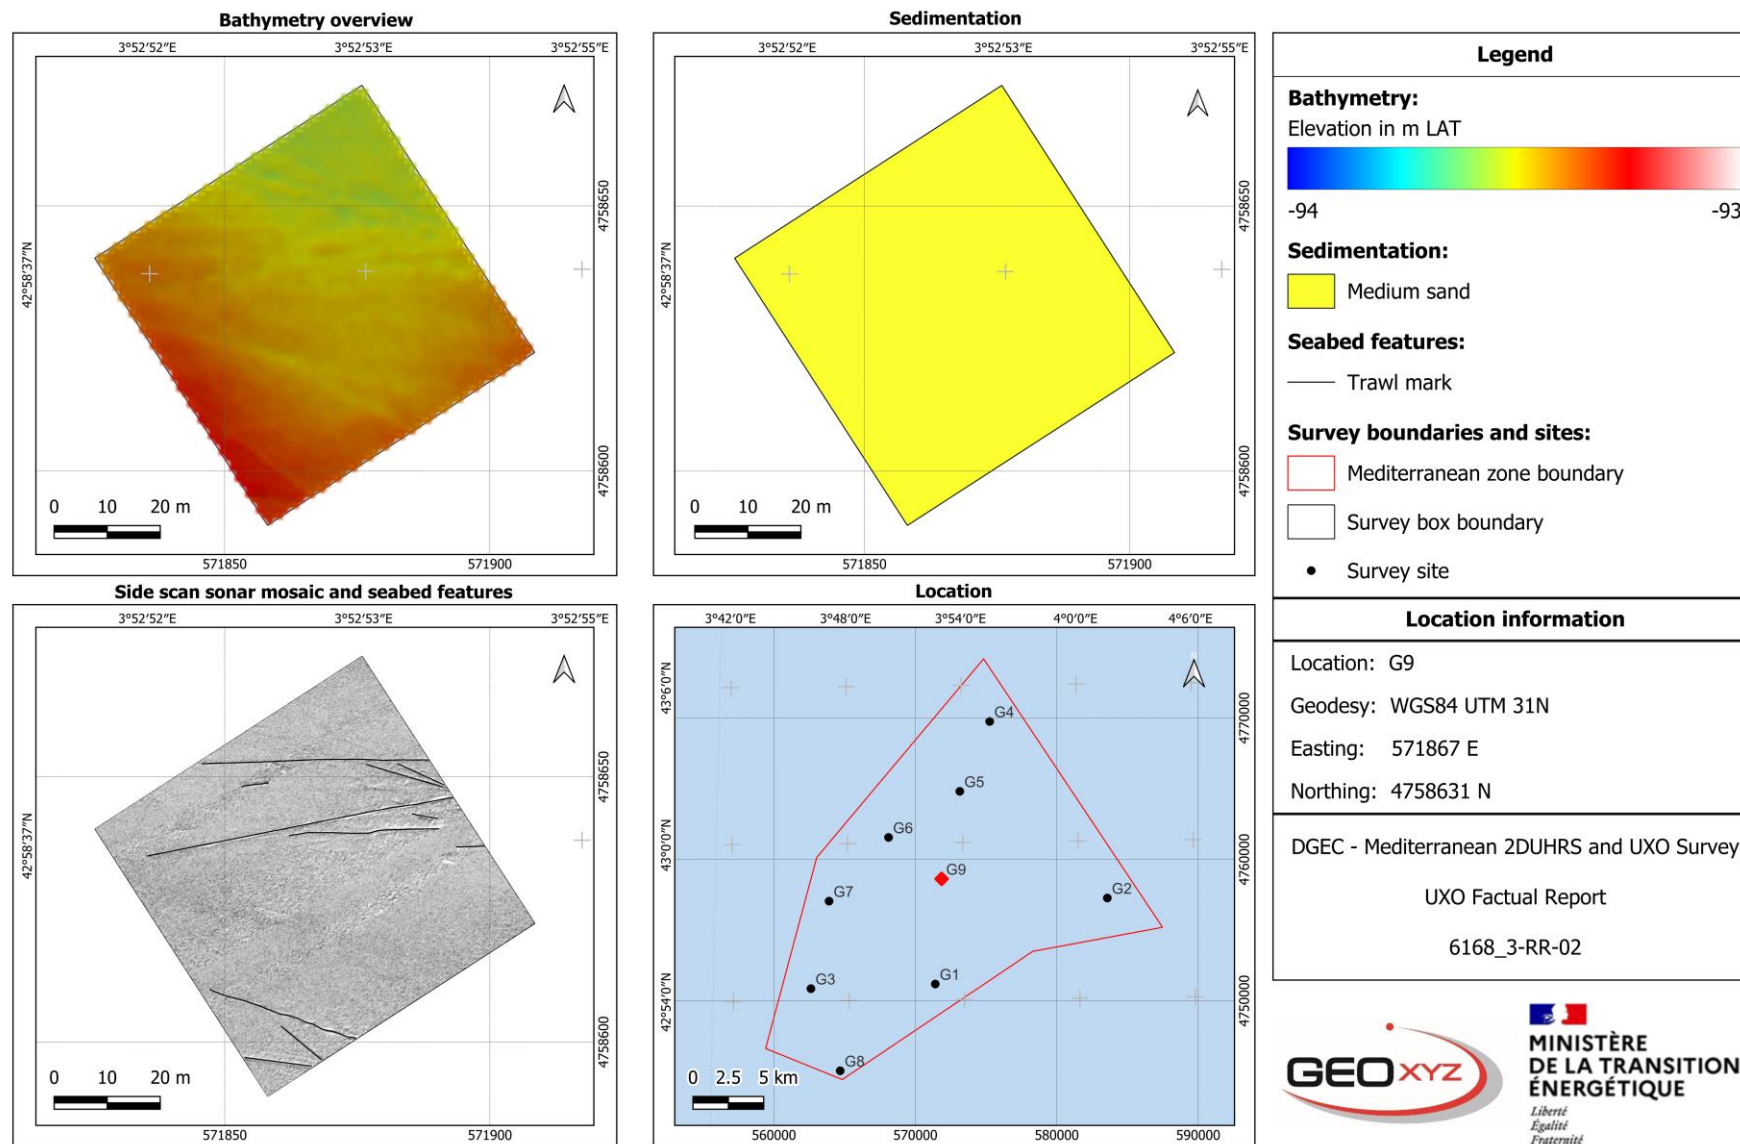 Bathymetry overview
3°52'52"E 3°52'53"E 3°52'55"E
42°58'37"N
4758650
4758600
0 10 20 m
571850 571900
Sedimentation
3°52'52"E 3°52'53"E 3°52'55"E
42°58'37"N
4758650
4758600
0 10 20 m
571850 571900
Side scan sonar mosaic and seabed features
3°52'52"E 3°52'53"E 3°52'55"E
42°58'37"N
4758650
4758600
0 10 20 m
571850 571900
Location
3°42'0"E 3°48'0"E 3°54'0"E 4°0'0"E 4°6'0"E
43°6'0"N
43°0'0"N
42°54'0"N
4770000
4760000
4750000
G4
G5
G6
G9
G7
G2
G3
G1
G8
0 2.5 5 km
560000 570000 580000 590000
Legend
Bathymetry:
Elevation in m LAT
-94 -93
Sedimentation:
Medium sand
Seabed features:
Trawl mark
Survey boundaries and sites:
Mediterranean zone boundary
Survey box boundary
Survey site
Location information
Location: G9
Geodesy: WGS84 UTM 31N
Easting: 571867 E
Northing: 4758631 N
DGEC - Mediterranean 2DUHRS and UXO Survey
UXO Factual Report
6168_3-RR-02
GEOXYZ
MINISTÈRE
DE LA TRANSITION
ÉNERGÉTIQUE
Liberté
Égalité
Fraternité